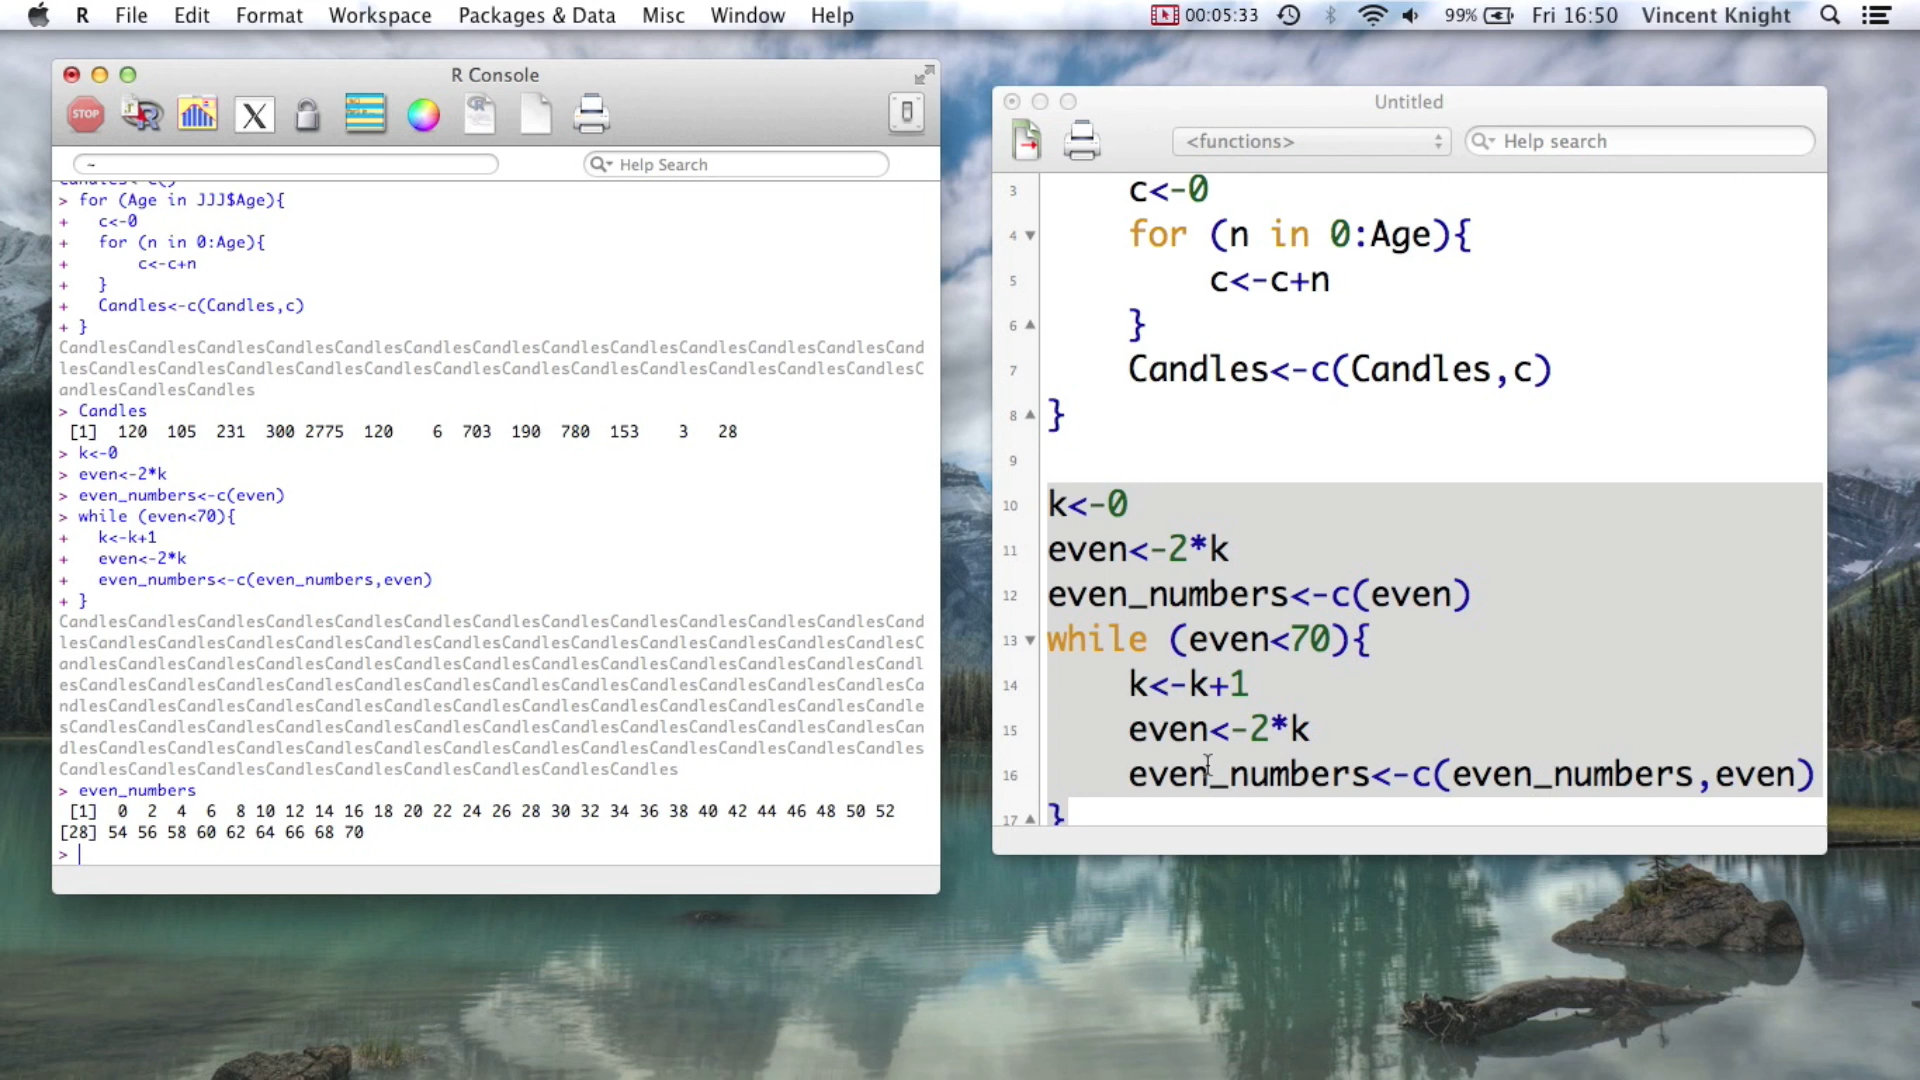 R File Edit Format Workspace Packages & Data Misc Window Help 00:05:33 99% Fri 16:50 Vincent Knight
R Console
STOP X
~ Help Search
> for (Age in JJJ$Age){
+ c<-0
+ for (n in 0:Age){
+ c<-c+n
+ }
+ Candles<-c(Candles,c)
+ }
CandlesCandlesCandlesCandlesCandlesCandlesCandlesCandlesCandlesCandlesCandlesCandlesCand
lesCandlesCandlesCandlesCandlesCandlesCandlesCandlesCandlesCandlesCandlesCandlesCandlesC
andlesCandlesCandles
> Candles
[1] 120 105 231 300 2775 120 6 703 190 780 153 3 28
> k<-0
> even<-2*k
> even_numbers<-c(even)
> while (even<70){
+ k<-k+1
+ even<-2*k
+ even_numbers<-c(even_numbers,even)
+ }
CandlesCandlesCandlesCandlesCandlesCandlesCandlesCandlesCandlesCandlesCandlesCandlesCand
lesCandlesCandlesCandlesCandlesCandlesCandlesCandlesCandlesCandlesCandlesCandlesCandlesC
andlesCandlesCandlesCandlesCandlesCandlesCandlesCandlesCandlesCandlesCandlesCandlesCandl
esCandlesCandlesCandlesCandlesCandlesCandlesCandlesCandlesCandlesCandlesCandlesCandlesCa
ndlesCandlesCandlesCandlesCandlesCandlesCandlesCandlesCandlesCandlesCandlesCandlesCandle
sCandlesCandlesCandlesCandlesCandlesCandlesCandlesCandlesCandlesCandlesCandlesCandlesCan
dlesCandlesCandlesCandlesCandlesCandlesCandlesCandlesCandlesCandlesCandlesCandlesCandles
CandlesCandlesCandlesCandlesCandlesCandlesCandlesCandlesCandles
> even_numbers
[1] 0 2 4 6 8 10 12 14 16 18 20 22 24 26 28 30 32 34 36 38 40 42 44 46 48 50 52
[28] 54 56 58 60 62 64 66 68 70
>
Untitled
<functions> Help search
3 c<-0
4 for (n in 0:Age){
5 c<-c+n
6 }
7 Candles<-c(Candles,c)
8 }
9
10 k<-0
11 even<-2*k
12 even_numbers<-c(even)
13 while (even<70){
14 k<-k+1
15 even<-2*k
16 even_numbers<-c(even_numbers,even)
17 }